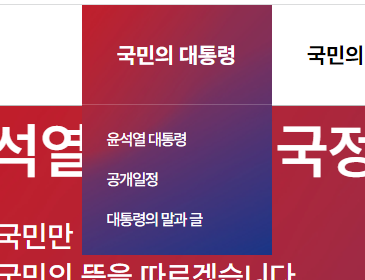 국민의 대통령
국민의
윤석열 대통령
공개일정
대통령의 말과 글
석열
국정
국민만
국민의 뜻을 따르겠습니다